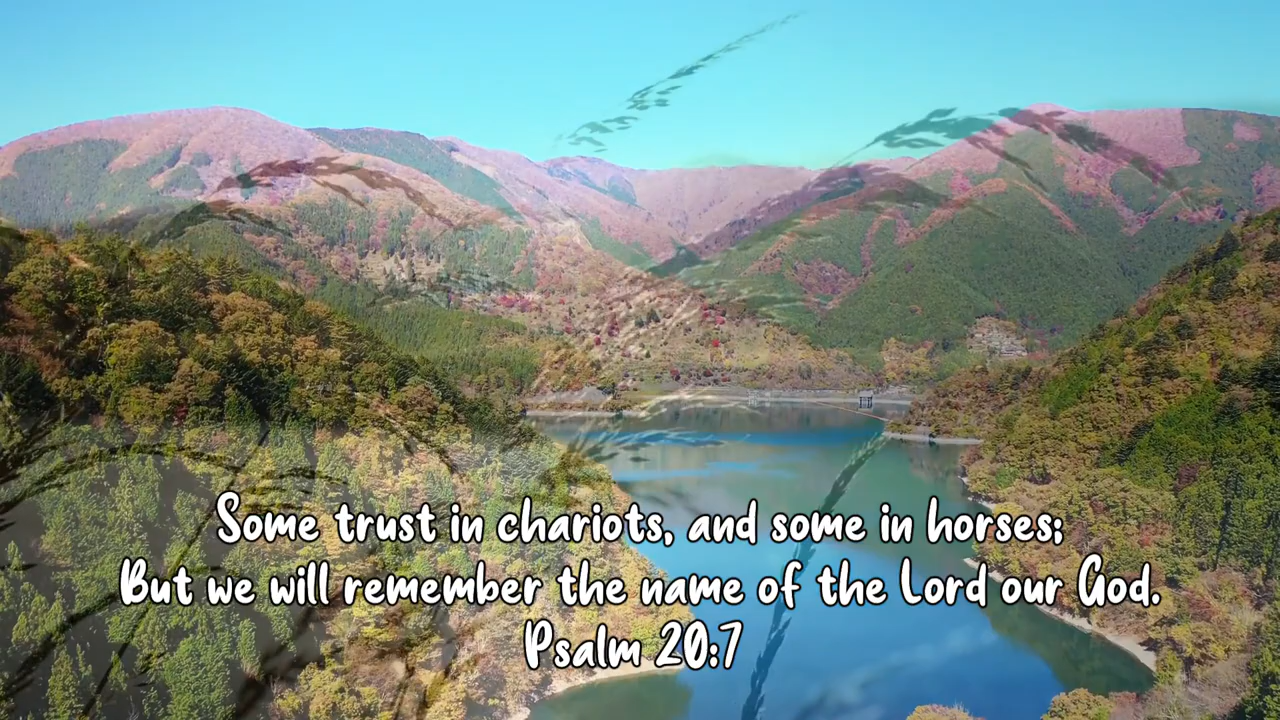 Some trust in chariots, and some in horses;
But we will remember the name of the Lord our God.
Psalm 20:7